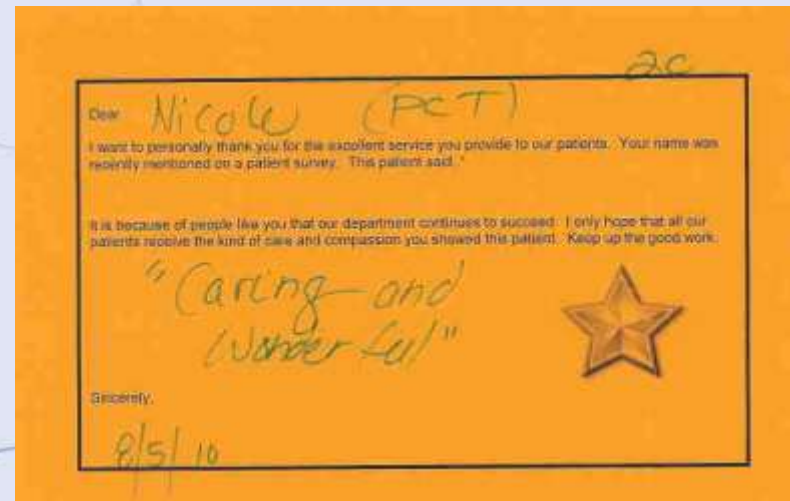 2C
Dear Nicole (PCT)
I want to personally thank you for the excellent service you provide to our patients. Your name was
recently mentioned on a patient survey. This patient said, "
It is because of people like you that our department continues to succeed. I only hope that all our
patients receive the kind of care and compassion you showed this patient. Keep up the good work.
"Caring and
Wonderful"
Sincerely,
8/5/10